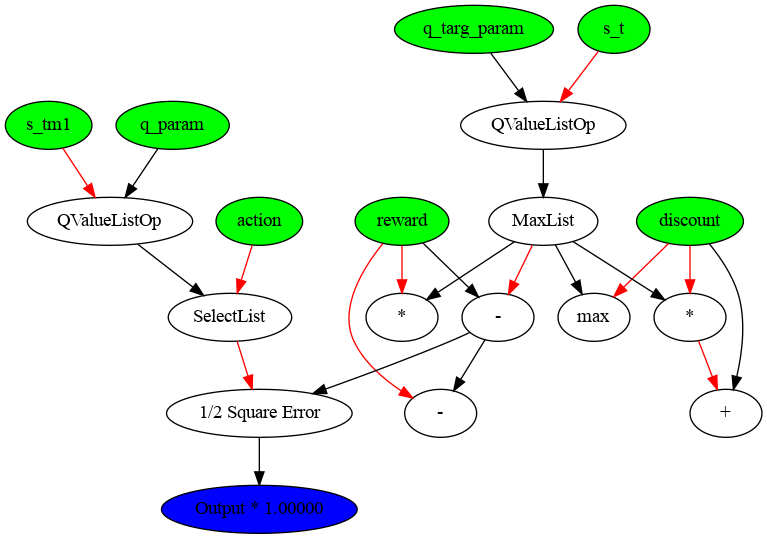 q_targ_param
s_t
s_tm1
q_param
QValueListOp
QValueListOp
action
reward
MaxList
discount
SelectList
*
-
max
*
1/2 Square Error
-
+
Output * 1.00000